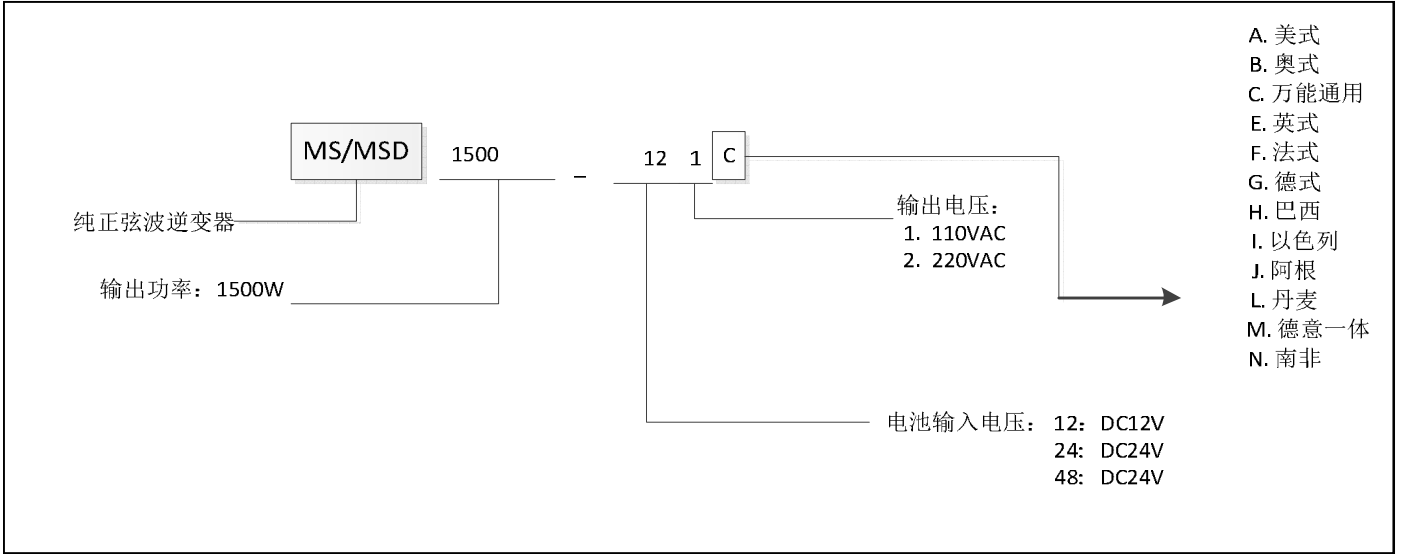 MS/MSD 1500 – 12 1 C
纯正弦波逆变器
输出功率：1500W
输出电压：
1. 110VAC
2. 220VAC
电池输入电压：12：DC12V
24：DC24V
48：DC24V
A. 美式
B. 奥式
C. 万能通用
E. 英式
F. 法式
G. 德式
H. 巴西
I. 以色列
J. 阿根
L. 丹麦
M. 德意一体
N. 南非